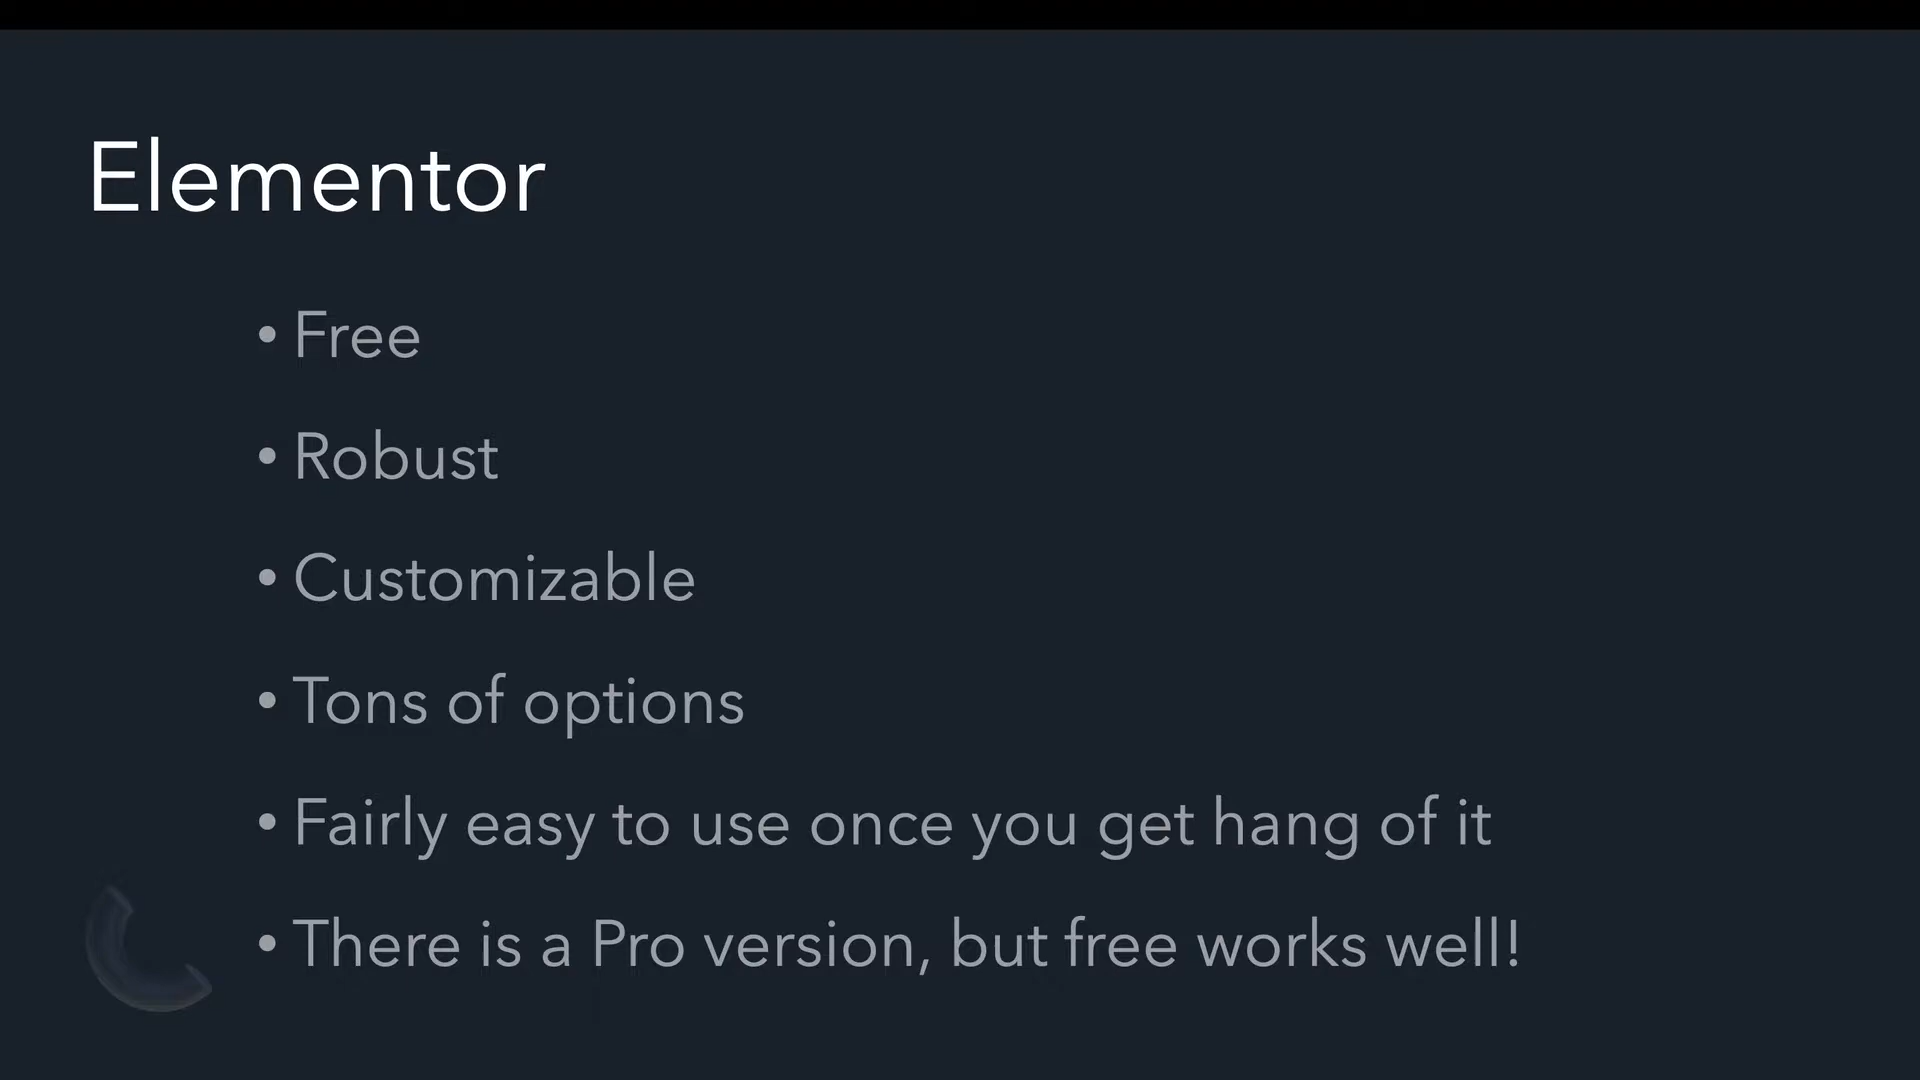 Elementor
• Free
• Robust
• Customizable
• Tons of options
• Fairly easy to use once you get hang of it
• There is a Pro version, but free works well!